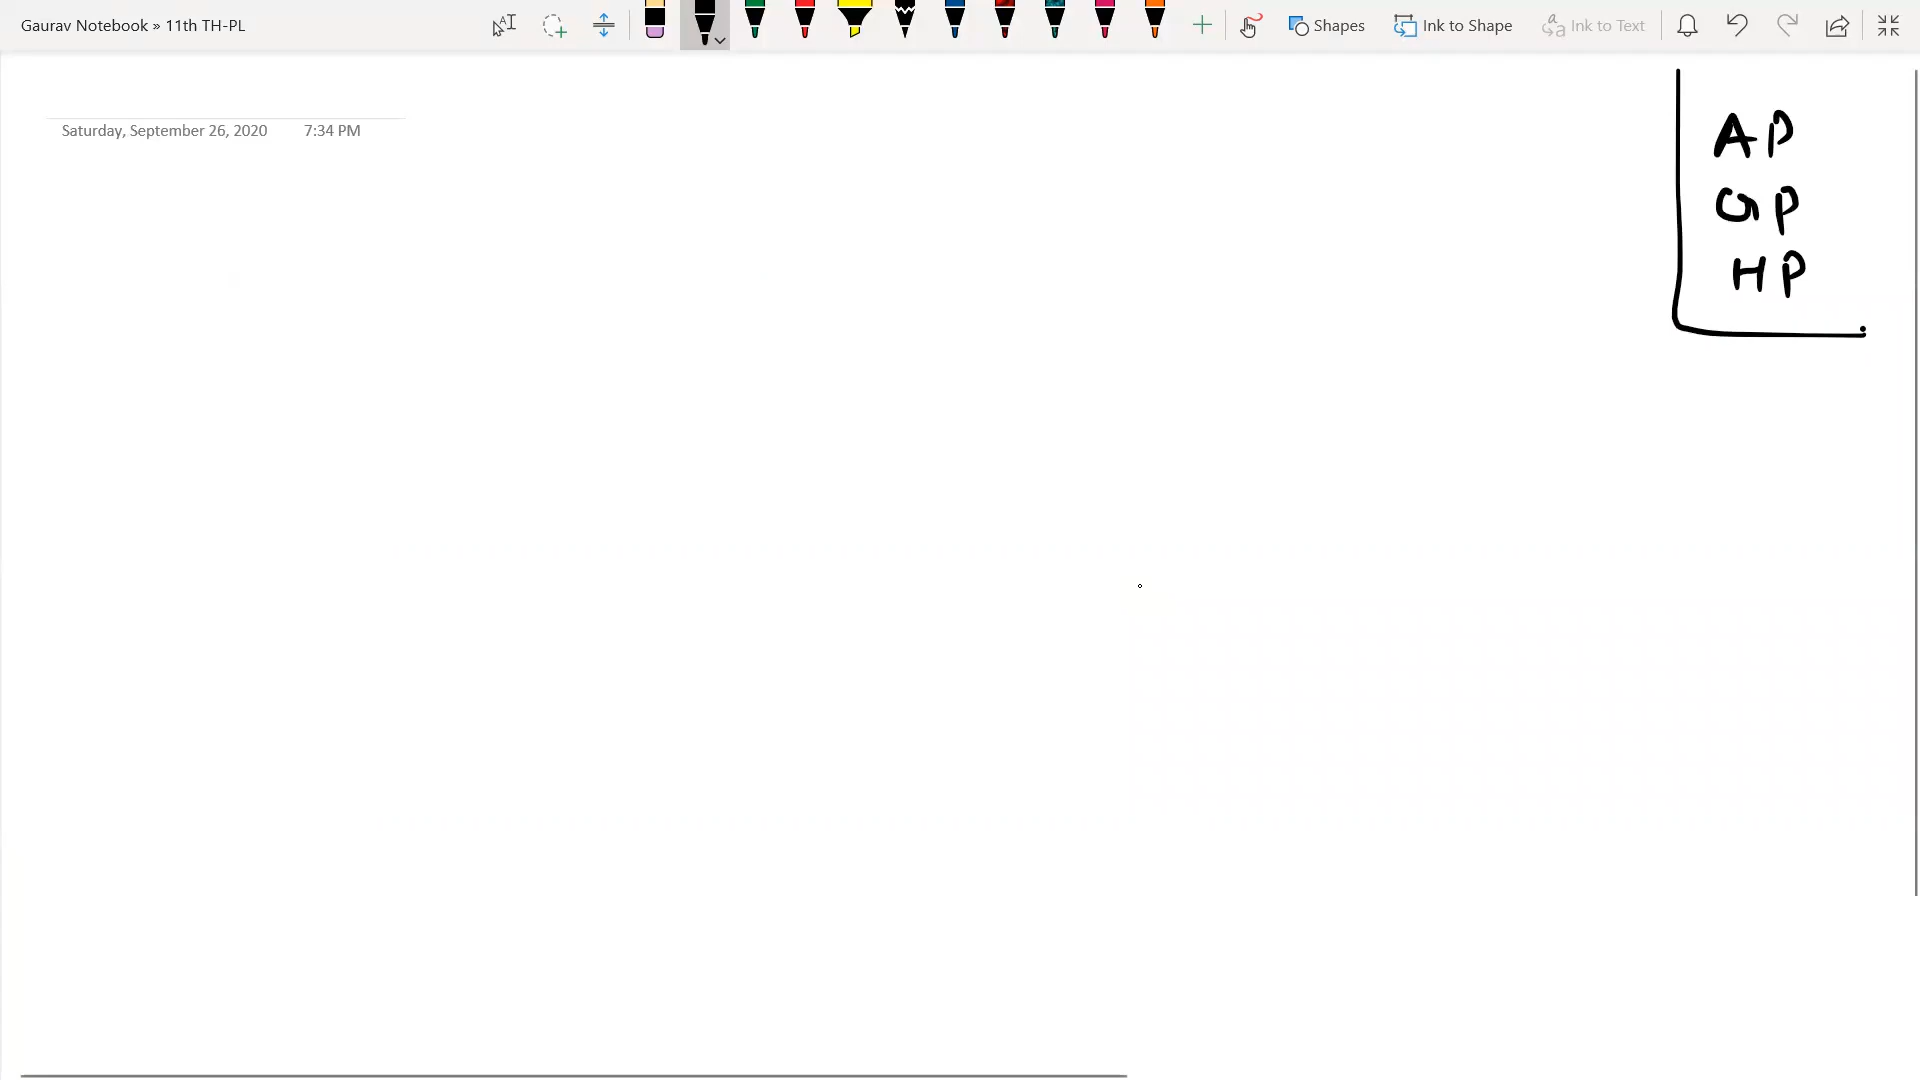 Gaurav Notebook » 11th TH-PL
Shapes
Ink to Shape
Ink to Text
Saturday, September 26, 2020 7:34 PM
AP
GP
HP